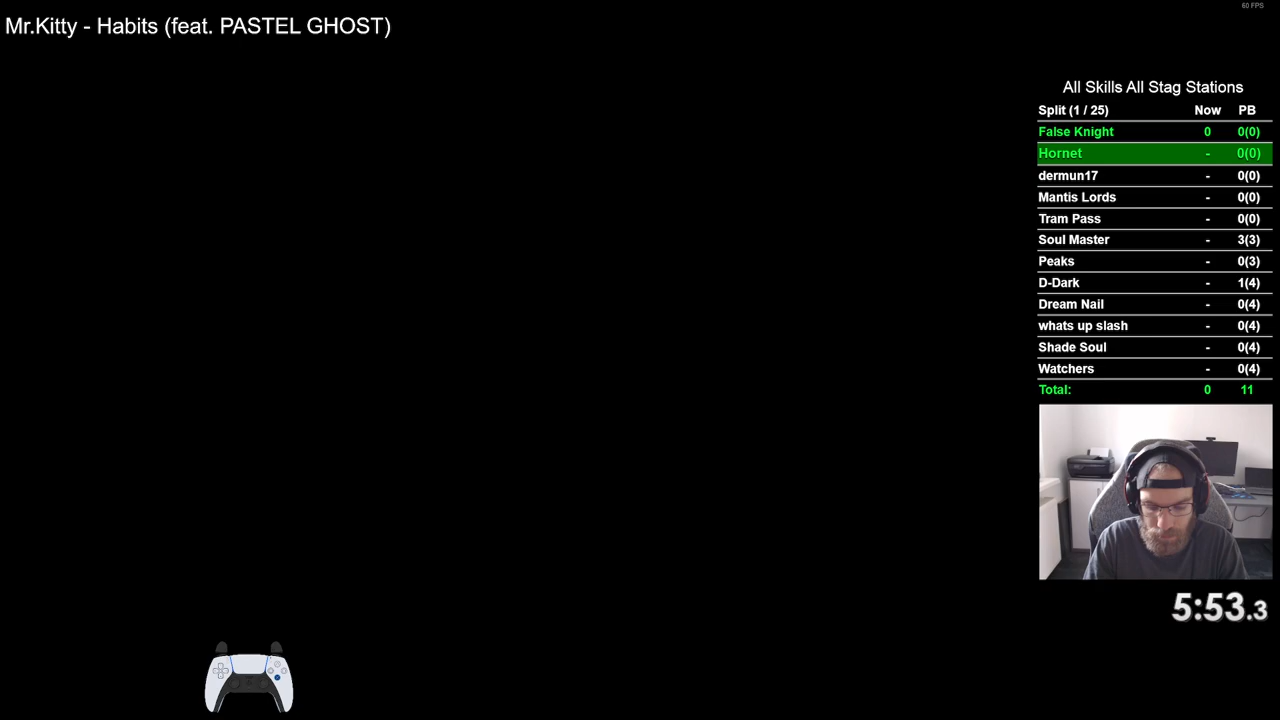 60 FPS
Mr.Kitty - Habits (feat. PASTEL GHOST)
All Skills All Stag Stations
Split (1 / 25) Now PB
False Knight 0 0(0)
Hornet - 0(0)
dermun17 - 0(0)
Mantis Lords - 0(0)
Tram Pass - 0(0)
Soul Master - 3(3)
Peaks - 0(3)
D-Dark - 1(4)
Dream Nail - 0(4)
whats up slash - 0(4)
Shade Soul - 0(4)
Watchers - 0(4)
Total: 0 11
5:53.3